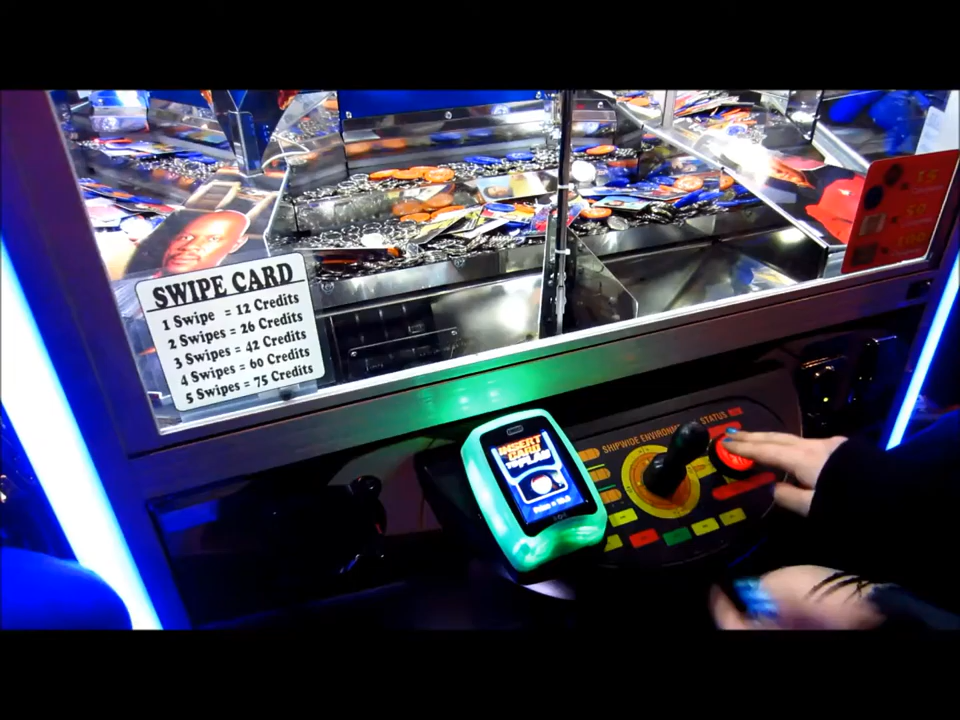 SWIPE CARD
1 Swipe = 12 Credits
2 Swipes = 26 Credits
3 Swipes = 42 Credits
4 Swipes = 60 Credits
5 Swipes = 75 Credits
INSERT
CARD
TO PLAY
SHIPWIDE ENVIRONMENTAL STATUS